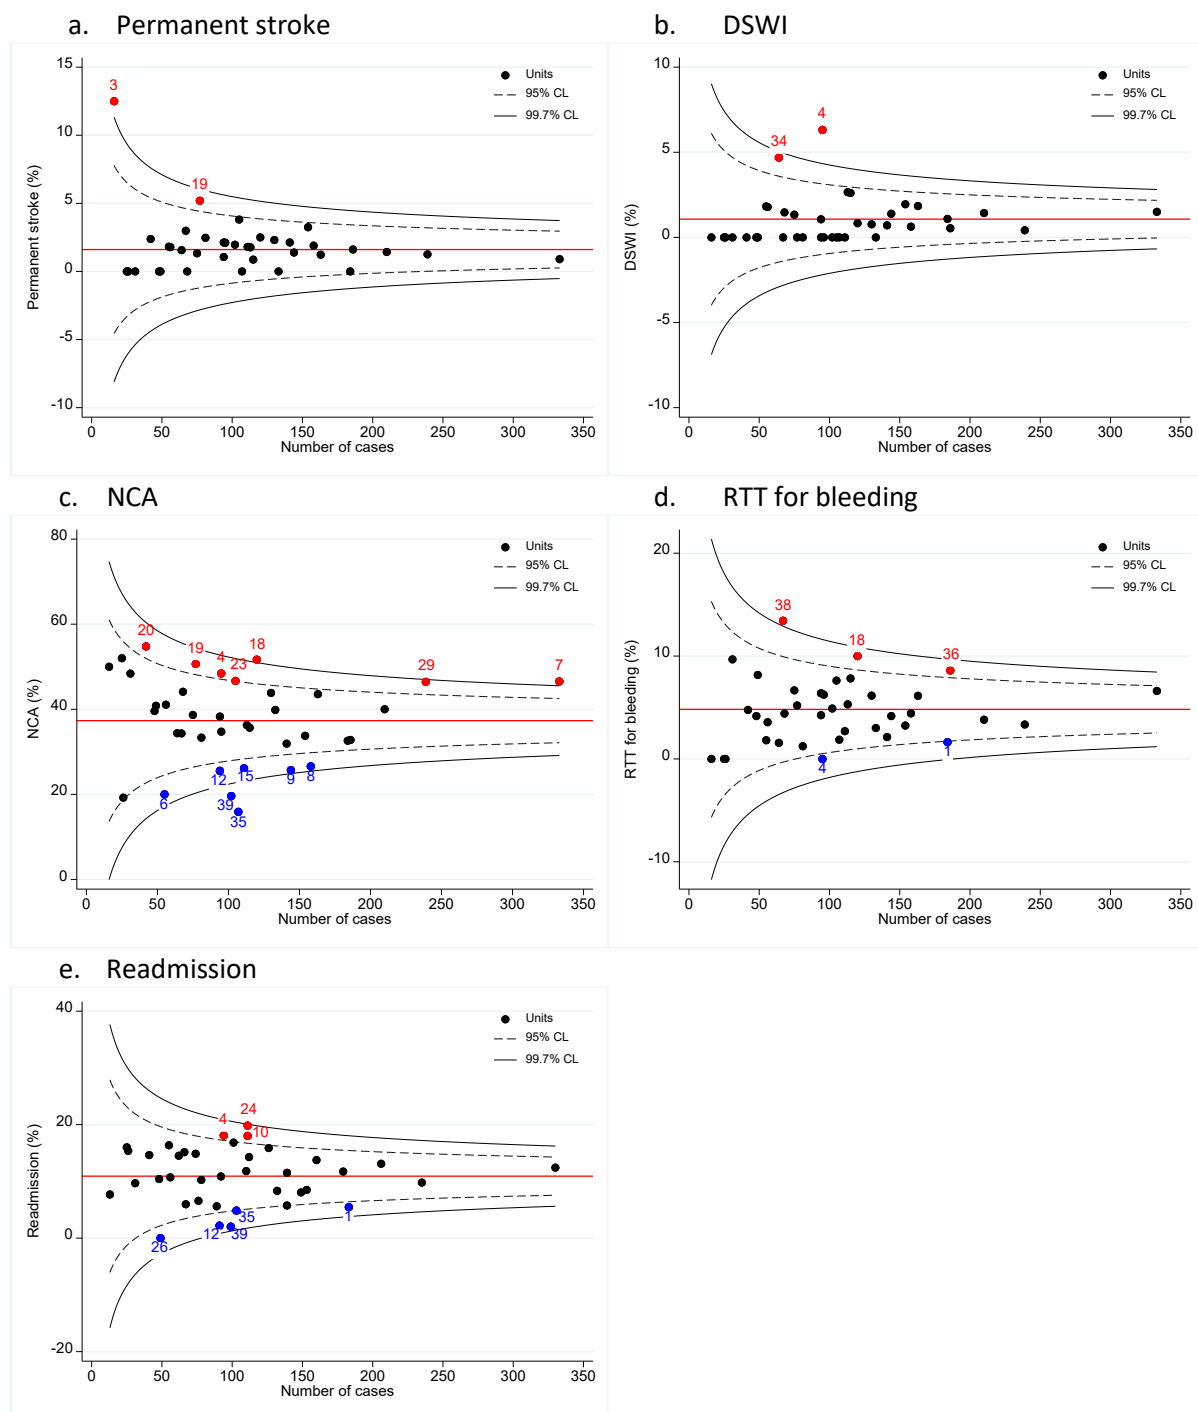 a. Permanent stroke
15
10
5
0
-5
-10
Permanent stroke (%)
3
19
Units
95% CL
99.7% CL
0 50 100 150 200 250 300 350
Number of cases
b. DSWI
10
5
0
-5
-10
DSWI (%)
34
4
Units
95% CL
99.7% CL
0 50 100 150 200 250 300 350
Number of cases
c. NCA
80
60
40
20
0
NCA (%)
20
19
4
23
18
29
7
6
12
15
39
35
9
8
Units
95% CL
99.7% CL
0 50 100 150 200 250 300 350
Number of cases
d. RTT for bleeding
20
10
0
-10
RTT for bleeding (%)
38
18
36
4
1
Units
95% CL
99.7% CL
0 50 100 150 200 250 300 350
Number of cases
e. Readmission
40
20
0
-20
Readmission (%)
4
24
10
26
12
39
35
1
Units
95% CL
99.7% CL
0 50 100 150 200 250 300 350
Number of cases